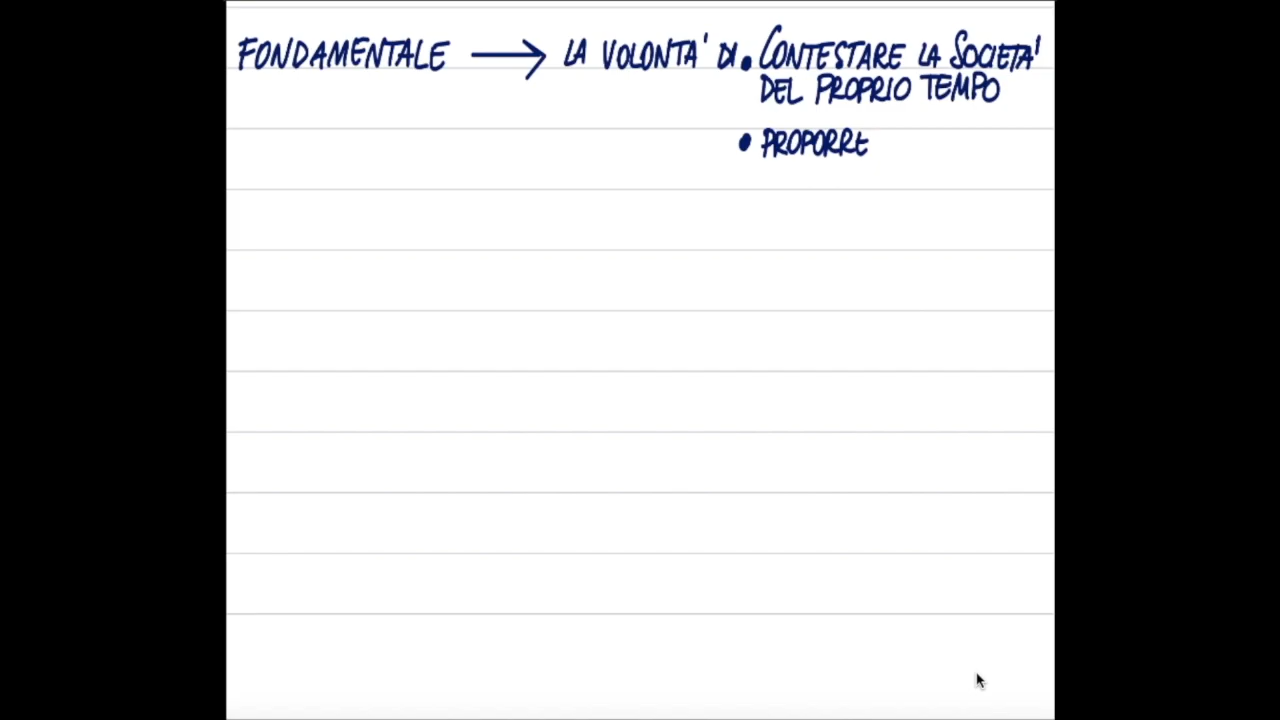 FONDAMENTALE → LA VOLONTA' DI • CONTESTARE LA SOCIETA'
DEL PROPRIO TEMPO
• PROPORRE